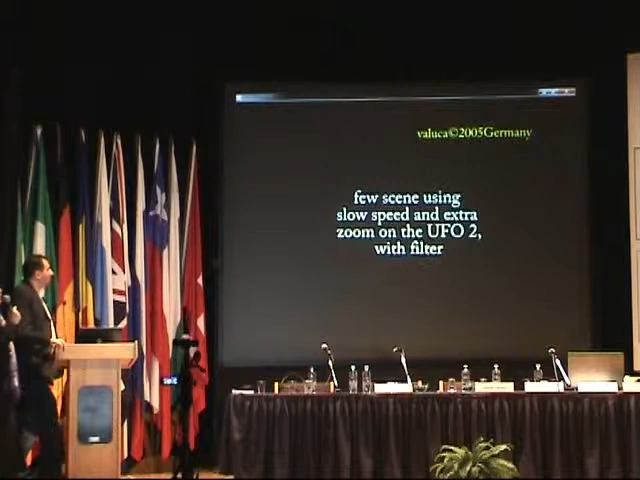 valuca©2005Germany
few scene using
slow speed and extra
zoom on the UFO 2,
with filter